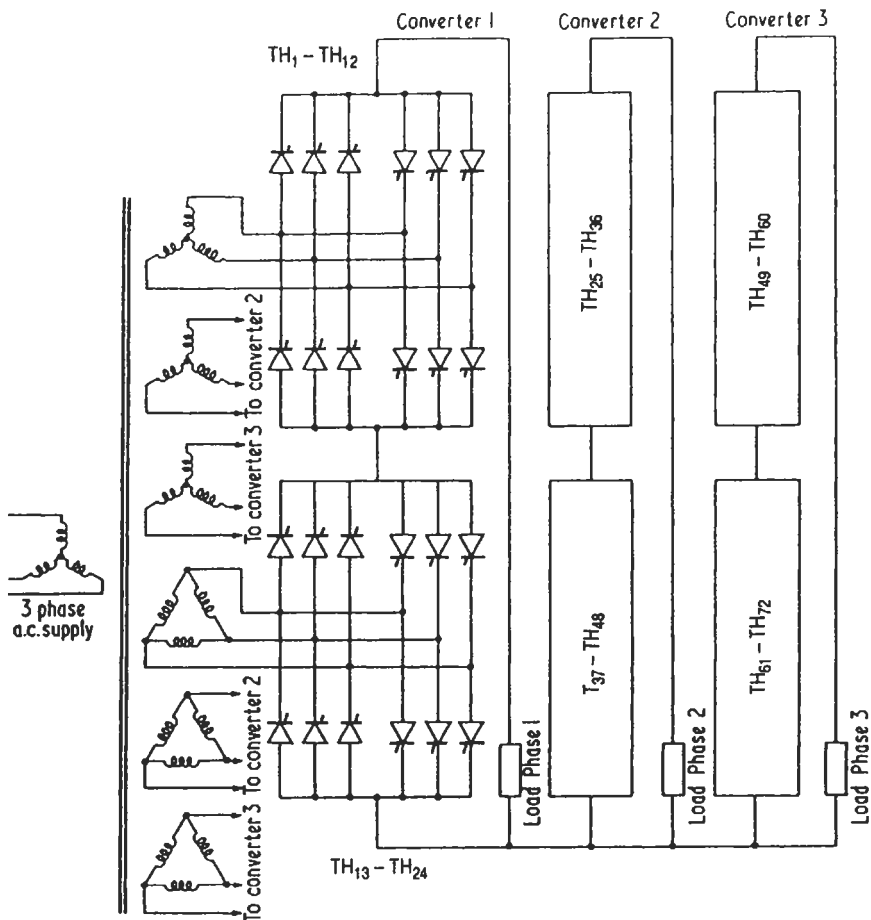 Converter 1
Converter 2
Converter 3
TH₁ – TH₁₂
To converter 2
To converter 3
3 phase
a.c. supply
To converter 2
To converter 3
TH₁₃ – TH₂₄
Load Phase 1
TH₂₅ – TH₃₆
T₃₇ – TH₄₈
Load Phase 2
TH₄₉ – TH₆₀
TH₆₁ – TH₇₂
Load Phase 3